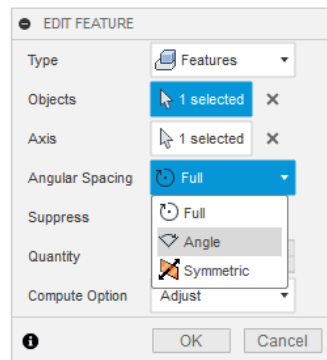 EDIT FEATURE
Type Features
Objects 1 selected
Axis 1 selected
Angular Spacing Full
Suppress Full
Angle
Quantity
Symmetric
Compute Option Adjust
OK Cancel